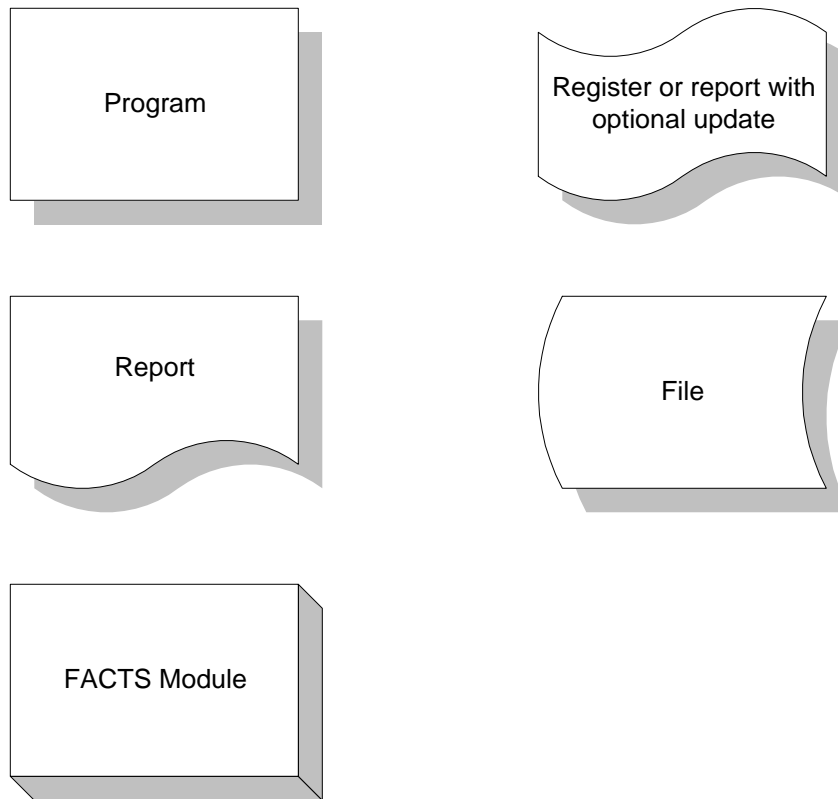 Program
Register or report with
optional update
Report
File
FACTS Module